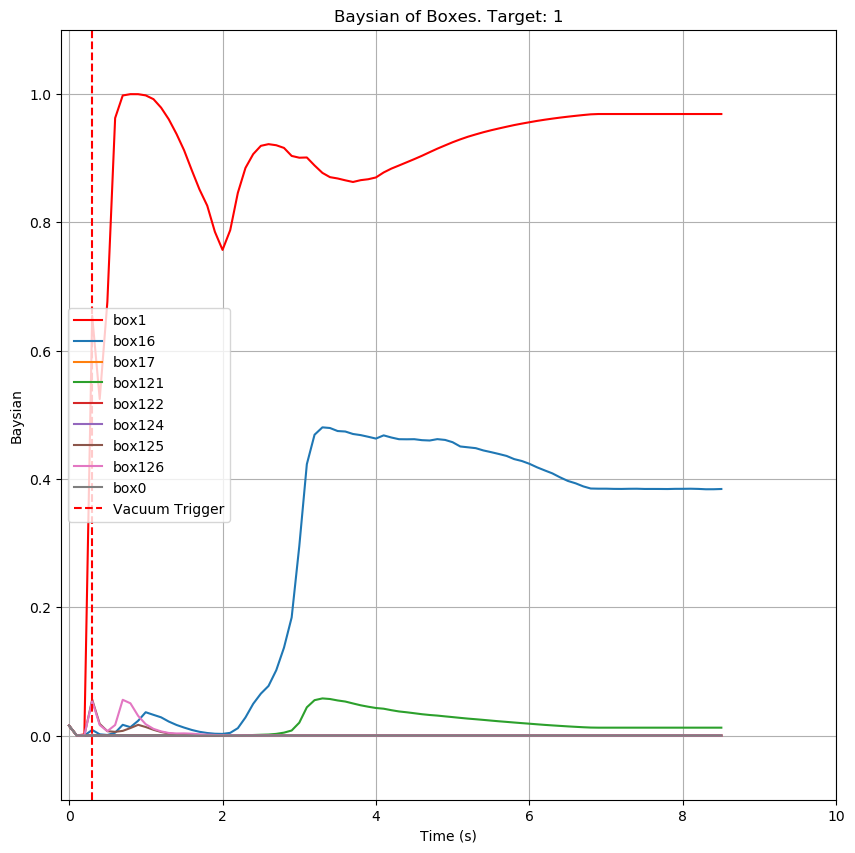 Baysian of Boxes. Target: 1
Baysian
1.0
0.8
0.6
0.4
0.2
0.0
box1
box16
box17
box121
box122
box124
box125
box126
box0
Vacuum Trigger
0 2 4 6 8 10
Time (s)